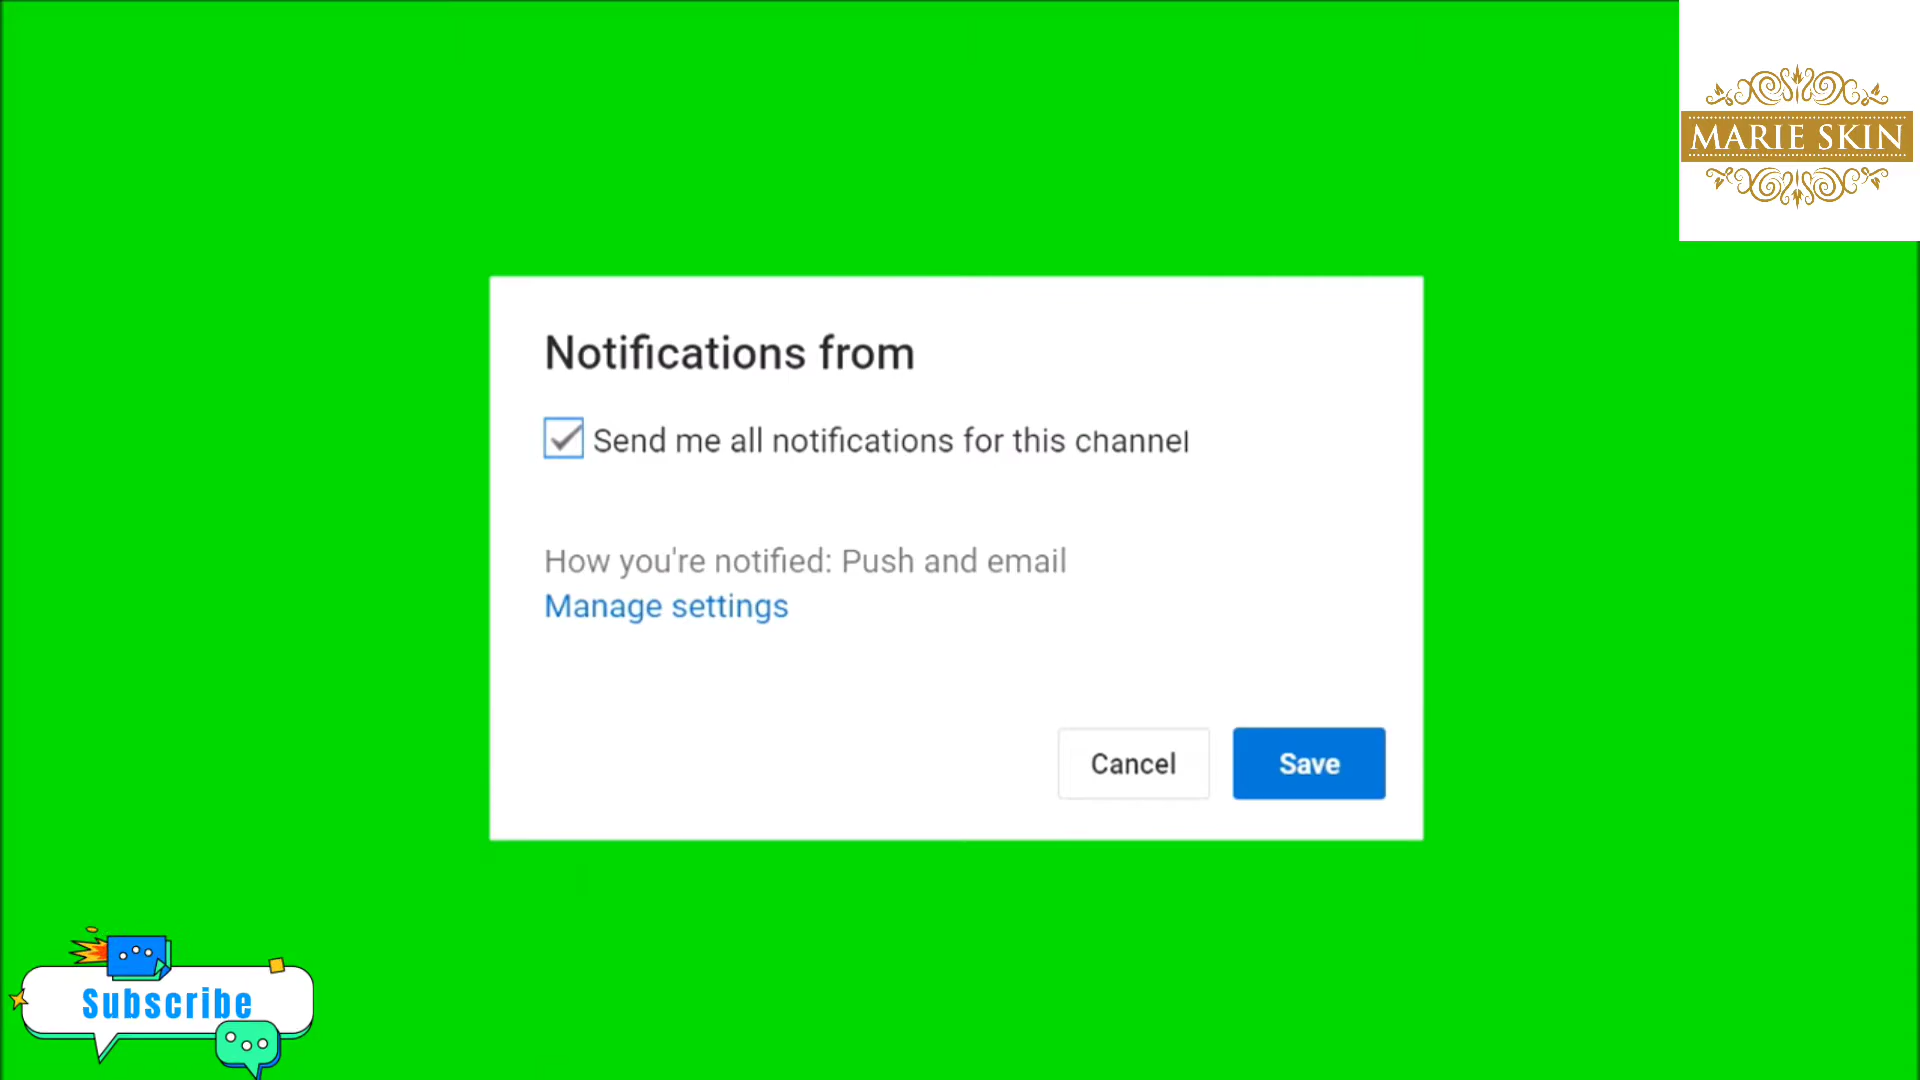 MARIE SKIN
Notifications from
Send me all notifications for this channel
How you're notified: Push and email
Manage settings
Cancel
Save
Subscribe